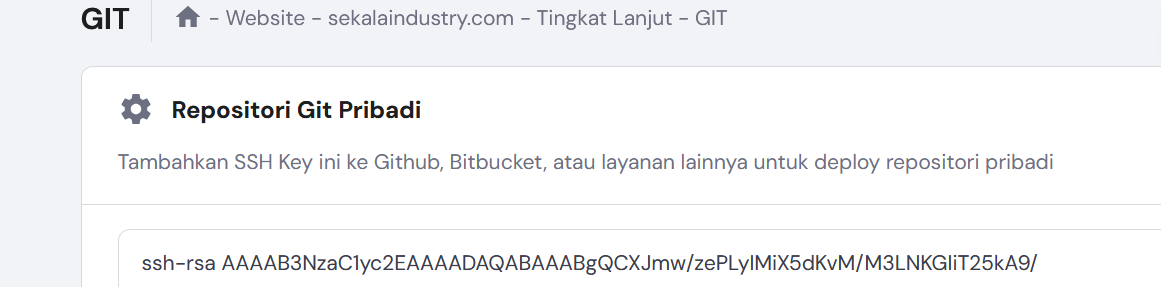 GIT - Website - sekalaindustry.com - Tingkat Lanjut - GIT
Repositori Git Pribadi
Tambahkan SSH Key ini ke Github, Bitbucket, atau layanan lainnya untuk deploy repositori pribadi
ssh-rsa AAAAB3NzaC1yc2EAAAADAQABAAABgQCXJmw/zePLyIMiX5dKvM/M3LNKGliT25kA9/